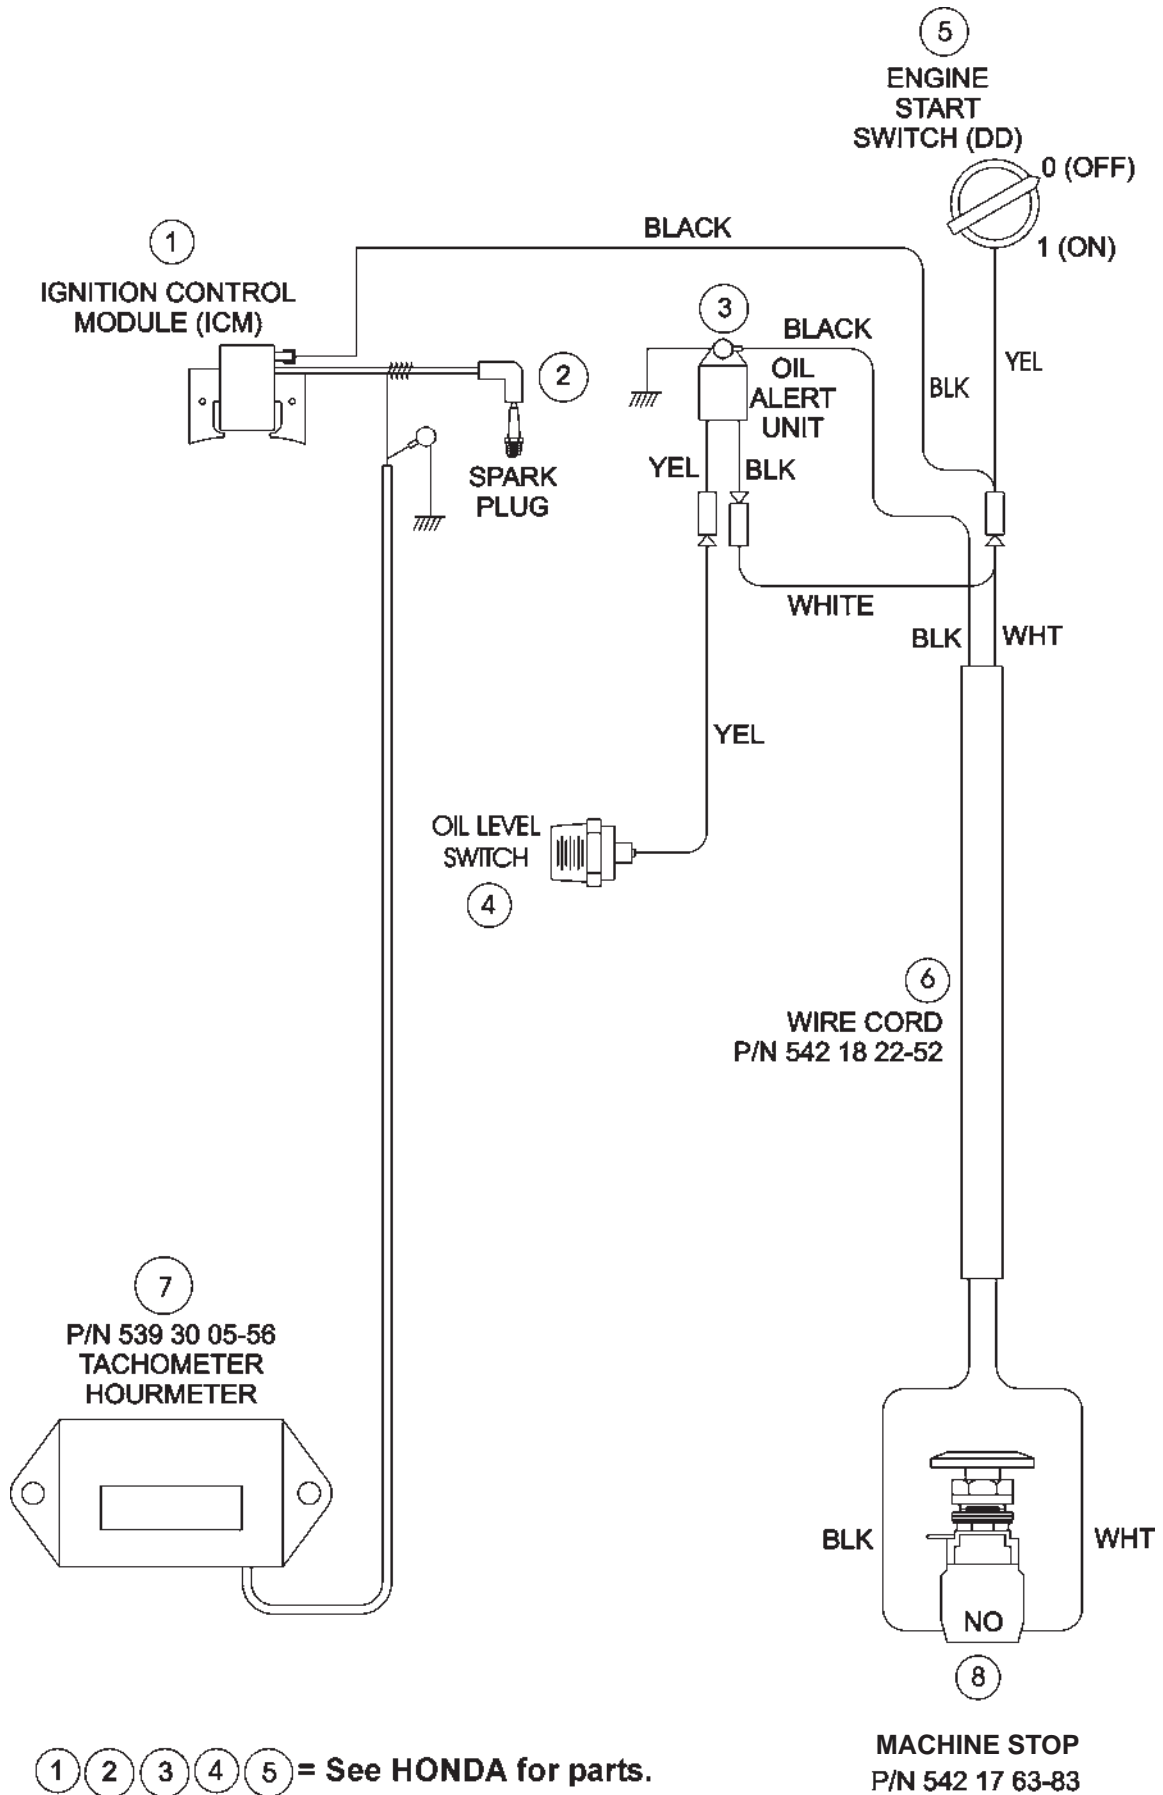 5
ENGINE
START
SWITCH (DD)
0 (OFF)
1 (ON)
1
IGNITION CONTROL
MODULE (ICM)
BLACK
3
BLACK
OIL
ALERT
UNIT
YEL
BLK
2
SPARK
PLUG
YEL
BLK
WHITE
BLK
WHT
YEL
OIL LEVEL
SWITCH
4
6
WIRE CORD
P/N 542 18 22-52
7
P/N 539 30 05-56
TACHOMETER
HOURMETER
BLK
WHT
NO
8
MACHINE STOP
P/N 542 17 63-83
1 2 3 4 5 = See HONDA for parts.